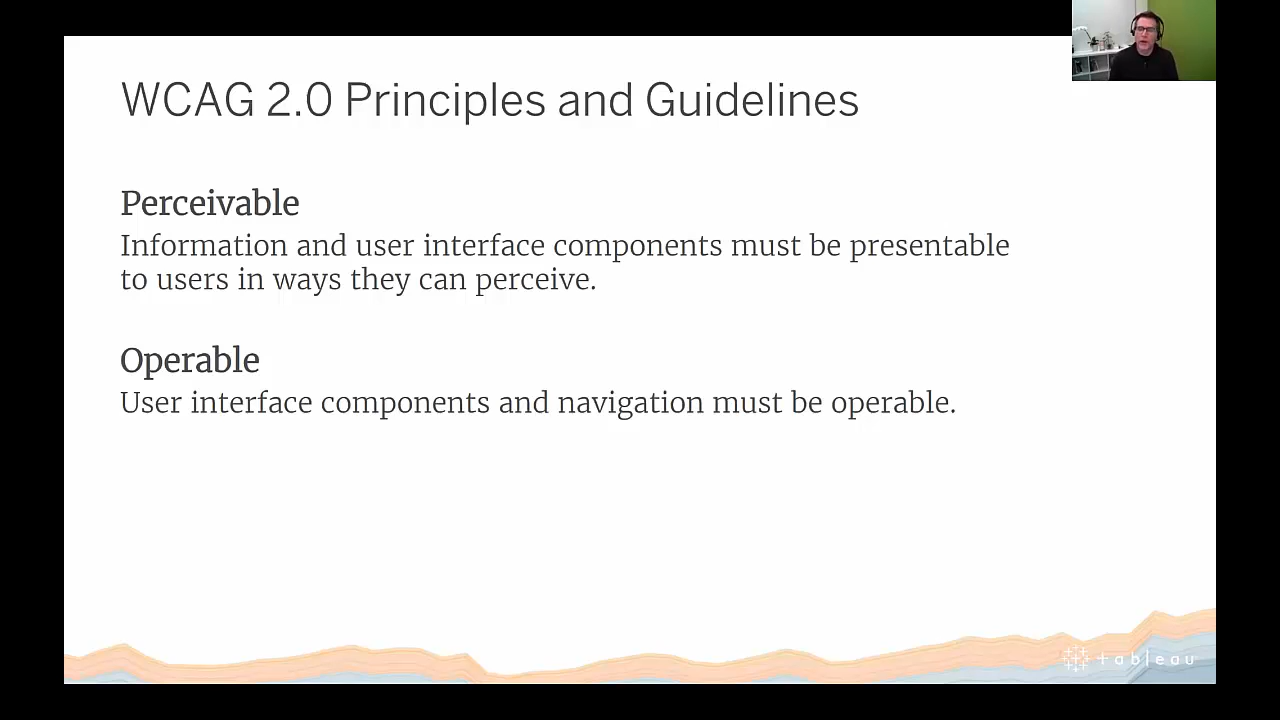 WCAG 2.0 Principles and Guidelines
Perceivable
Information and user interface components must be presentable
to users in ways they can perceive.
Operable
User interface components and navigation must be operable.
tableau